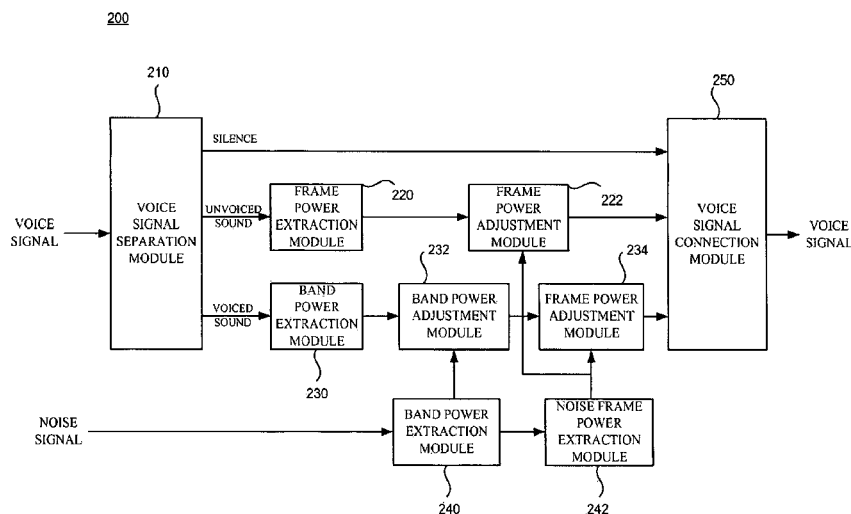 200
210
250
SILENCE
VOICE
SIGNAL
VOICE
SIGNAL
SEPARATION
MODULE
UNVOICED
SOUND
FRAME
POWER
EXTRACTION
MODULE
220
FRAME
POWER
ADJUSTMENT
MODULE
222
VOICE
SIGNAL
CONNECTION
MODULE
VOICE
SIGNAL
232
234
VOICED
SOUND
BAND
POWER
EXTRACTION
MODULE
BAND POWER
ADJUSTMENT
MODULE
FRAME POWER
ADJUSTMENT
MODULE
230
NOISE
SIGNAL
BAND POWER
EXTRACTION
MODULE
NOISE FRAME
POWER
EXTRACTION
MODULE
240
242